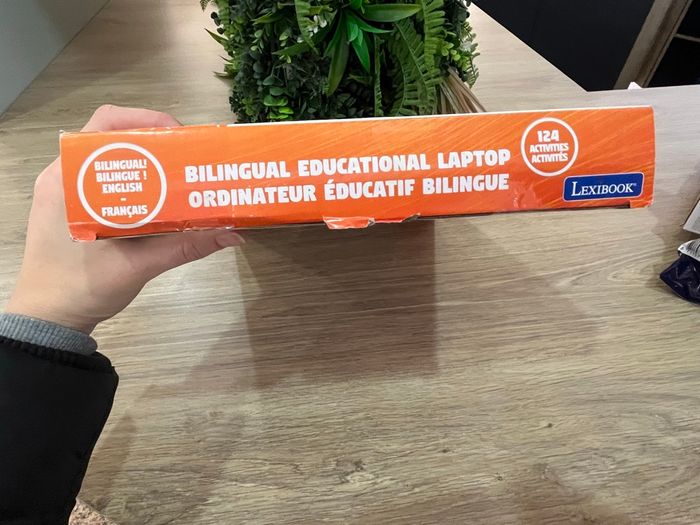 BILINGUAL!
BILINGUE !
ENGLISH
-
FRANÇAIS
BILINGUAL EDUCATIONAL LAPTOP
ORDINATEUR ÉDUCATIF BILINGUE
124
ACTIVITIES
ACTIVITÉS
LEXIBOOK®